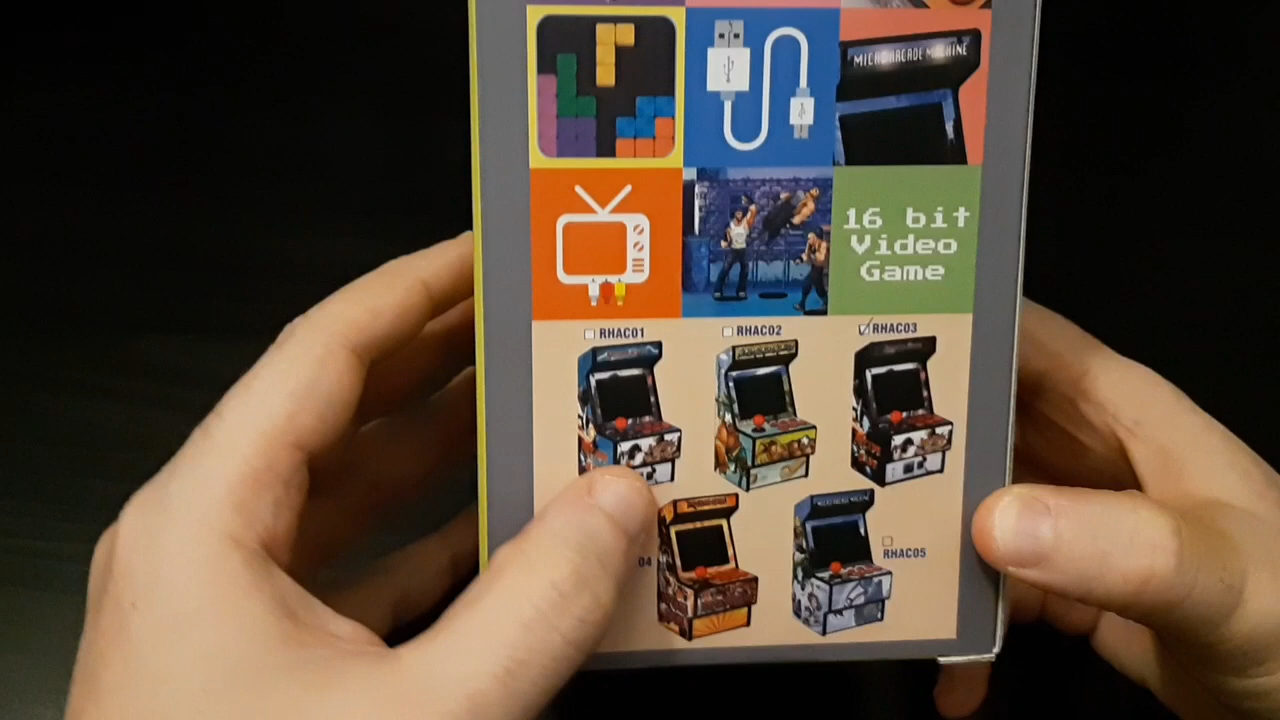 MICRO ARCADE MACHINE
16 bit
Video
Game
RHAC01
RHAC02
RHAC03
04
RHAC05